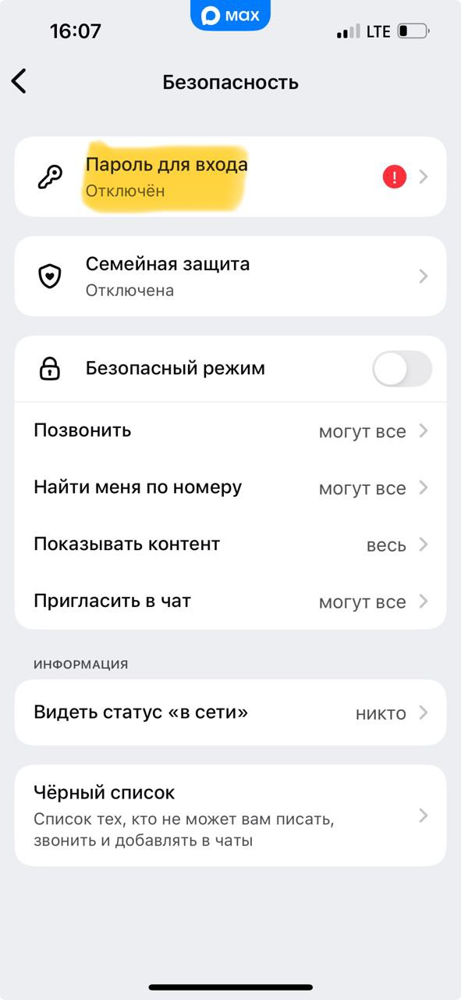 16:07
max
LTE
Безопасность
Пароль для входа
Отключён
!
Семейная защита
Отключена
Безопасный режим
Позвонить могут все
Найти меня по номеру могут все
Показывать контент весь
Пригласить в чат могут все
ИНФОРМАЦИЯ
Видеть статус «в сети» никто
Чёрный список
Список тех, кто не может вам писать,
звонить и добавлять в чаты